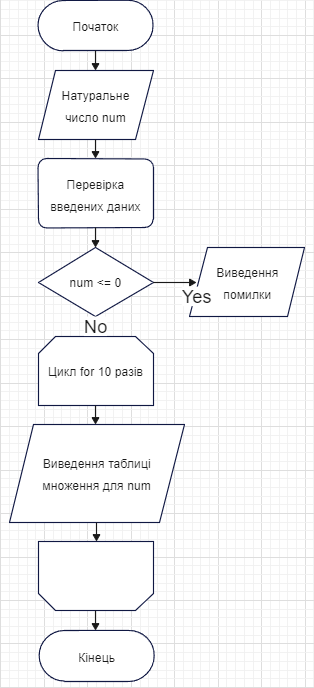 Початок
Натуральне
число num
Перевірка
введених даних
num <= 0
Виведення
помилки
Yes
No
Цикл for 10 разів
Виведення таблиці
множення для num
Кінець